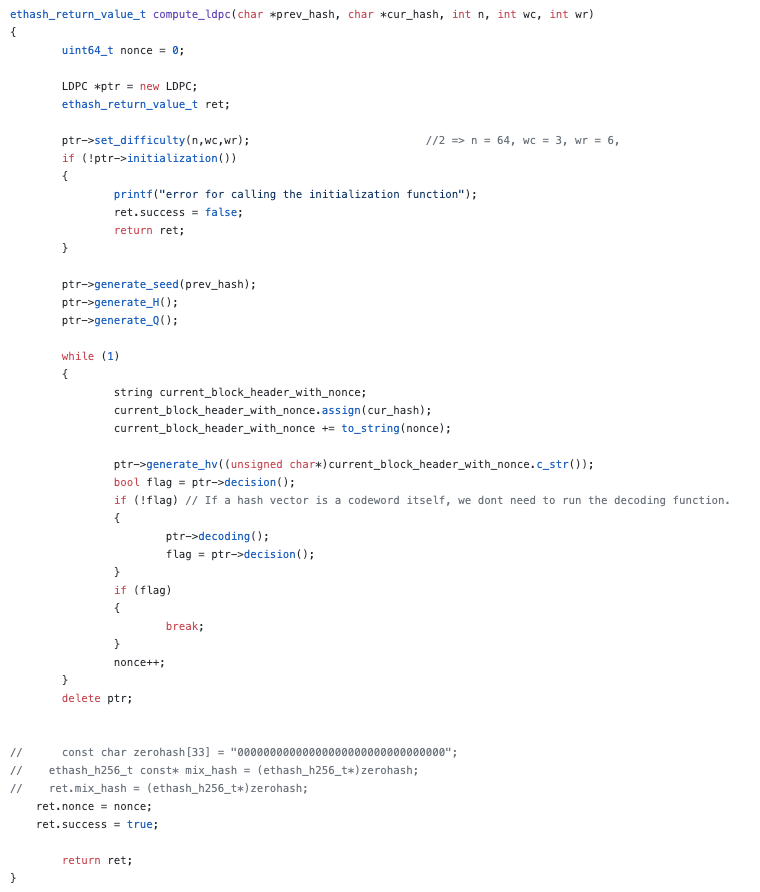 ethash_return_value_t compute_ldpc(char *prev_hash, char *cur_hash, int n, int wc, int wr)
{
uint64_t nonce = 0;
LDPC *ptr = new LDPC;
ethash_return_value_t ret;
ptr->set_difficulty(n,wc,wr); //2 => n = 64, wc = 3, wr = 6,
if (!ptr->initialization())
{
printf("error for calling the initialization function");
ret.success = false;
return ret;
}
ptr->generate_seed(prev_hash);
ptr->generate_H();
ptr->generate_Q();
while (1)
{
string current_block_header_with_nonce;
current_block_header_with_nonce.assign(cur_hash);
current_block_header_with_nonce += to_string(nonce);
ptr->generate_hv((unsigned char*)current_block_header_with_nonce.c_str());
bool flag = ptr->decision();
if (!flag) // If a hash vector is a codeword itself, we dont need to run the decoding function.
{
ptr->decoding();
flag = ptr->decision();
}
if (flag)
{
break;
}
nonce++;
}
delete ptr;
// const char zerohash[33] = "00000000000000000000000000000000";
// ethash_h256_t const* mix_hash = (ethash_h256_t*)zerohash;
// ret.mix_hash = (ethash_h256_t*)zerohash;
ret.nonce = nonce;
ret.success = true;
return ret;
}